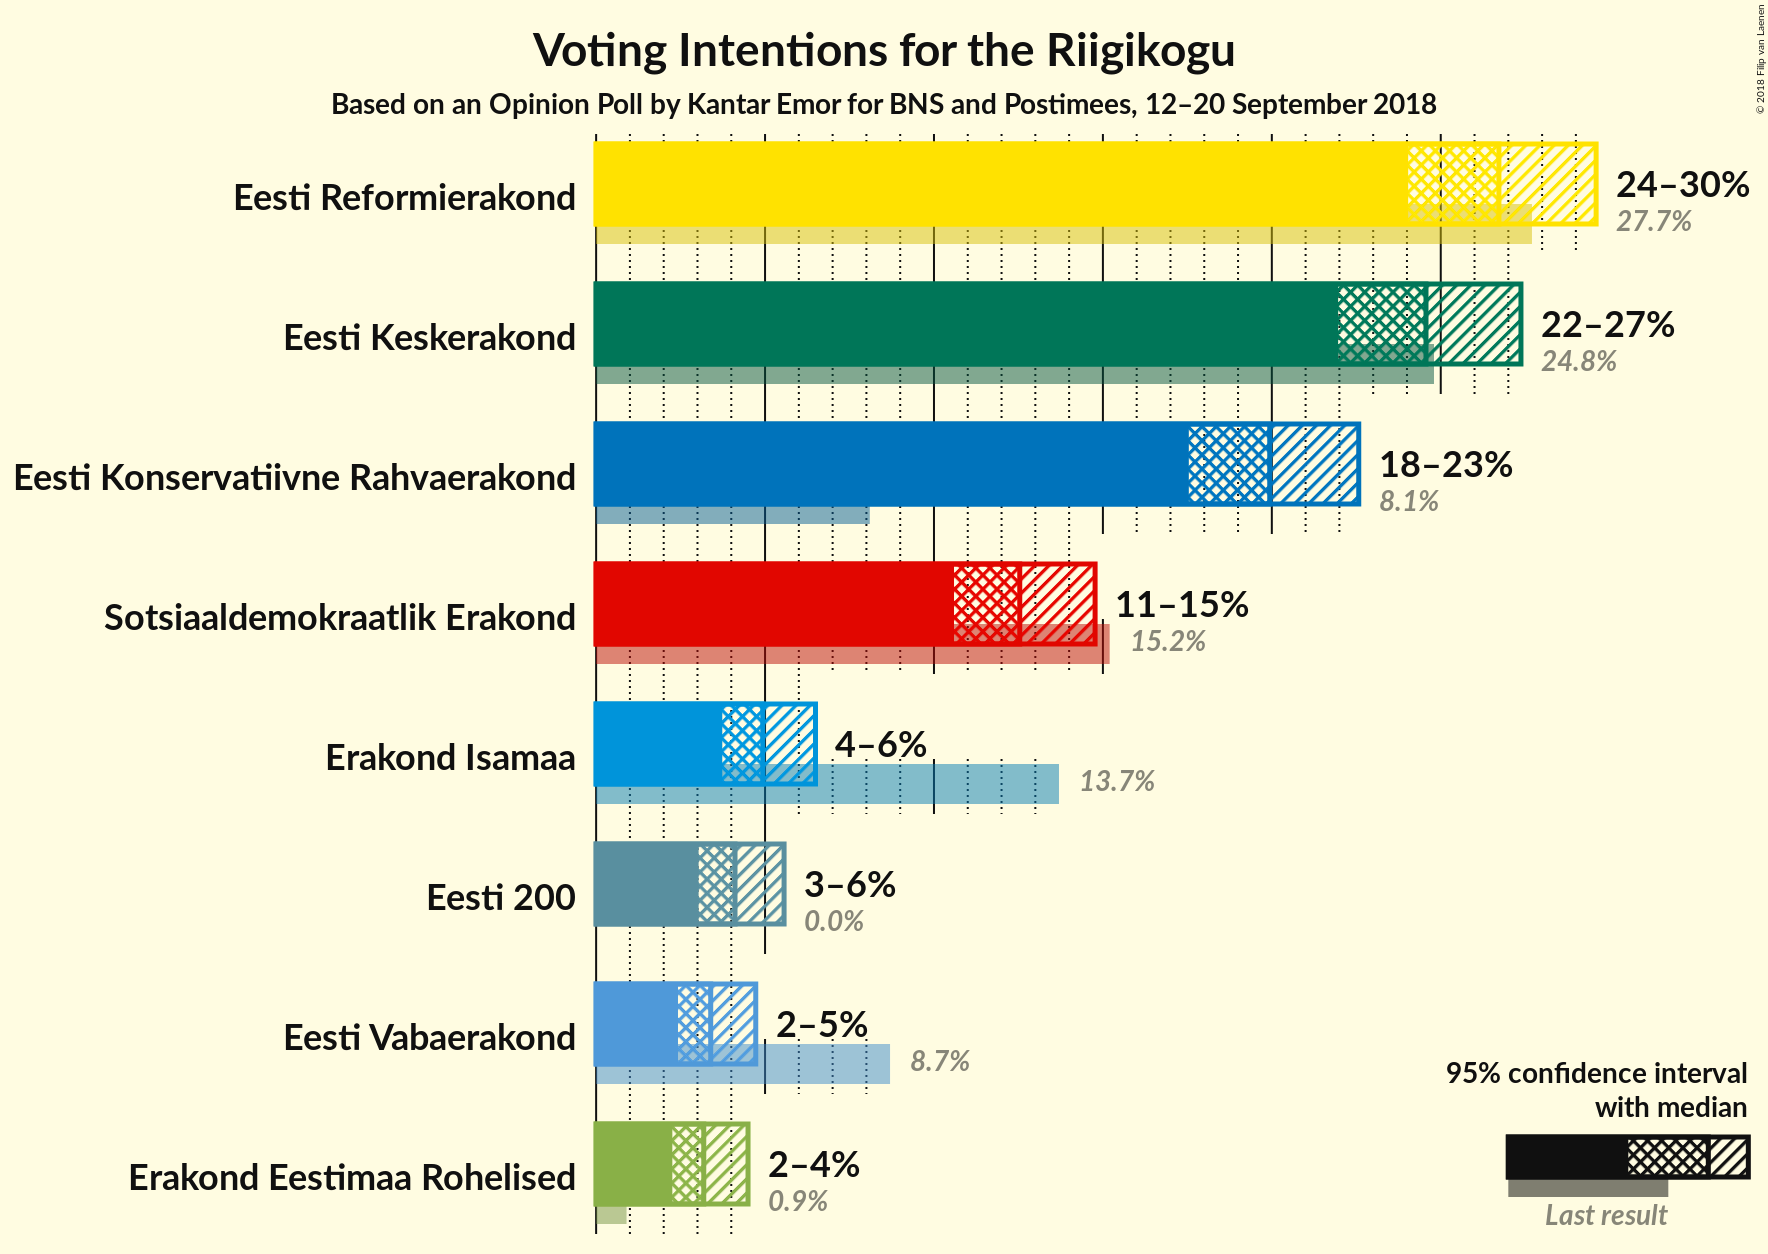 Voting Intentions for the Riigikogu
Based on an Opinion Poll by Kantar Emor for BNS and Postimees, 12–20 September 2018
© 2018 Filip van Laenen
Eesti Reformierakond
24–30%
27.7%
Eesti Keskerakond
22–27%
24.8%
Eesti Konservatiivne Rahvaerakond
18–23%
8.1%
Sotsiaaldemokraatlik Erakond
11–15%
15.2%
Erakond Isamaa
4–6%
13.7%
Eesti 200
3–6%
0.0%
Eesti Vabaerakond
2–5%
8.7%
Erakond Eestimaa Rohelised
2–4%
0.9%
95% confidence interval
with median
Last result